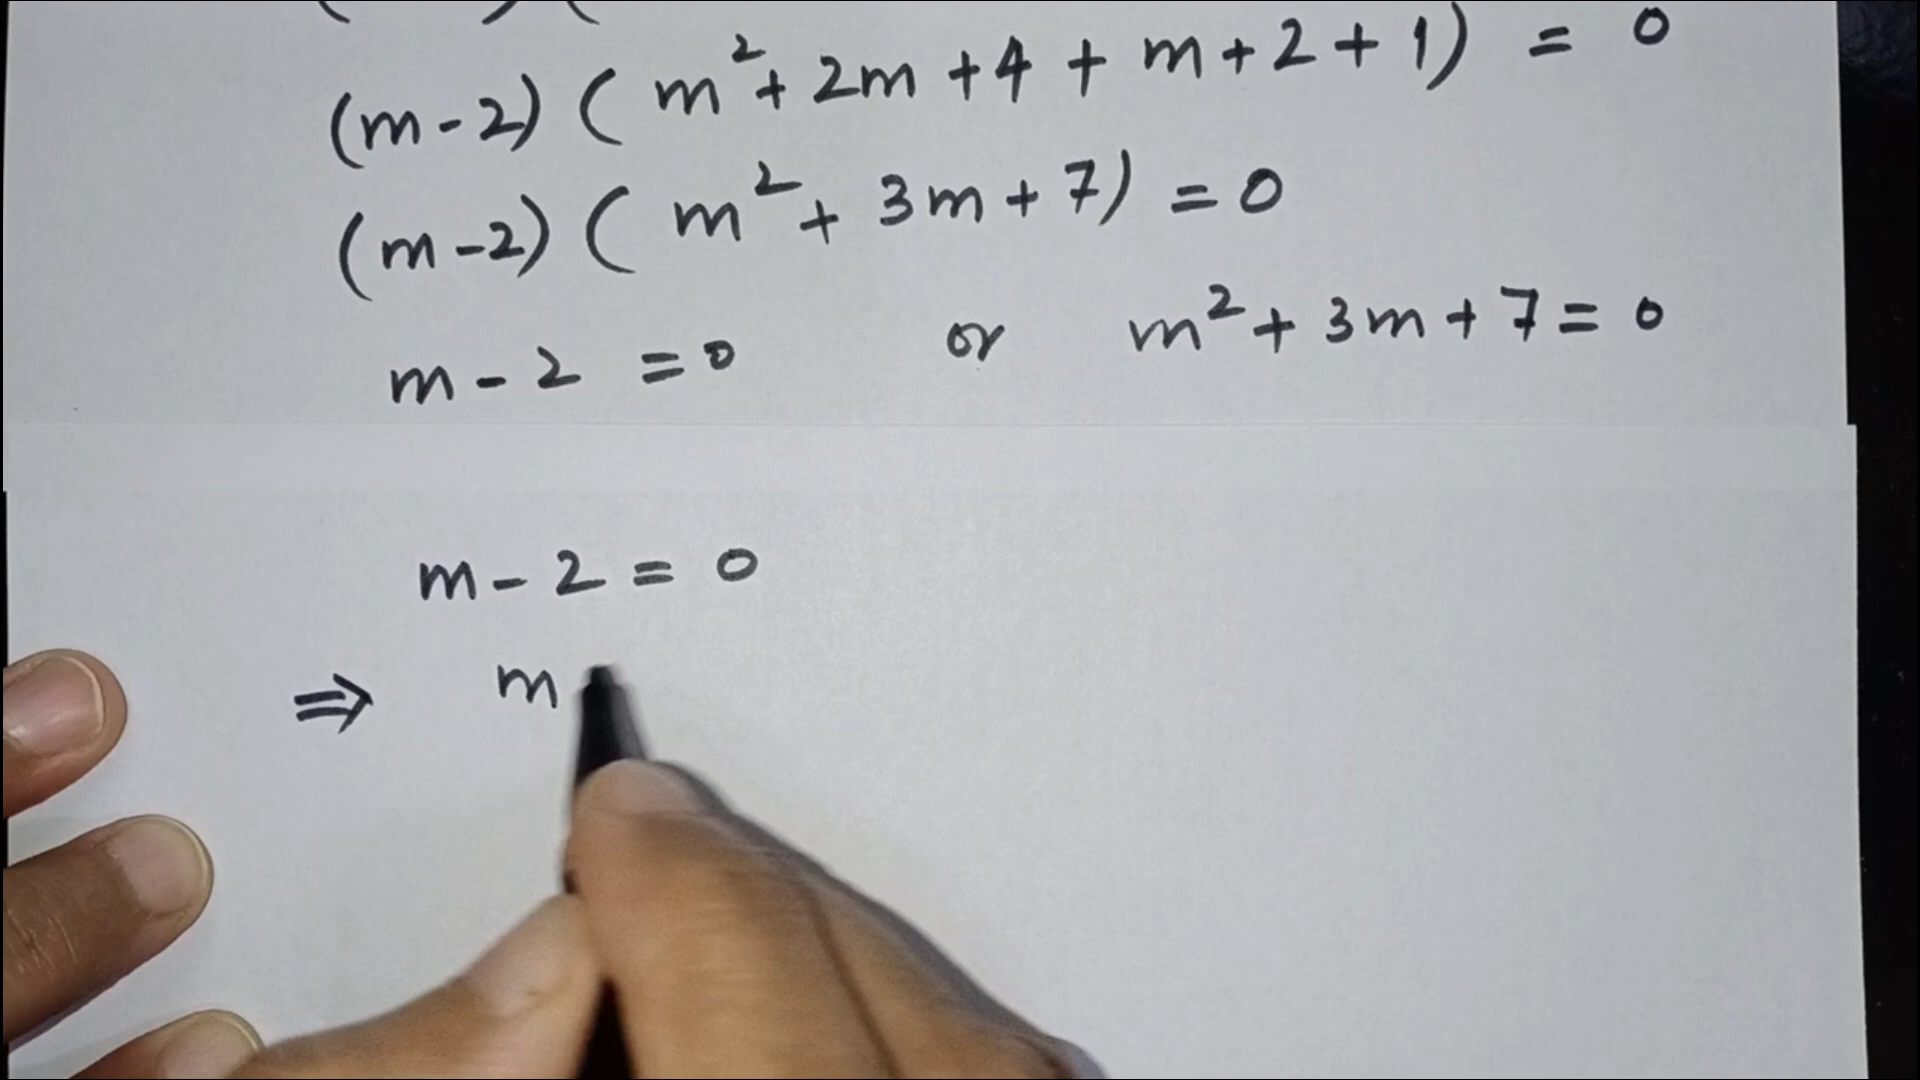 (m-2)(m²+2m+4+m+2+1) = 0
(m-2)(m²+3m+7) = 0
m-2 = 0 or m²+3m+7 = 0
m-2 = 0
⇒ m